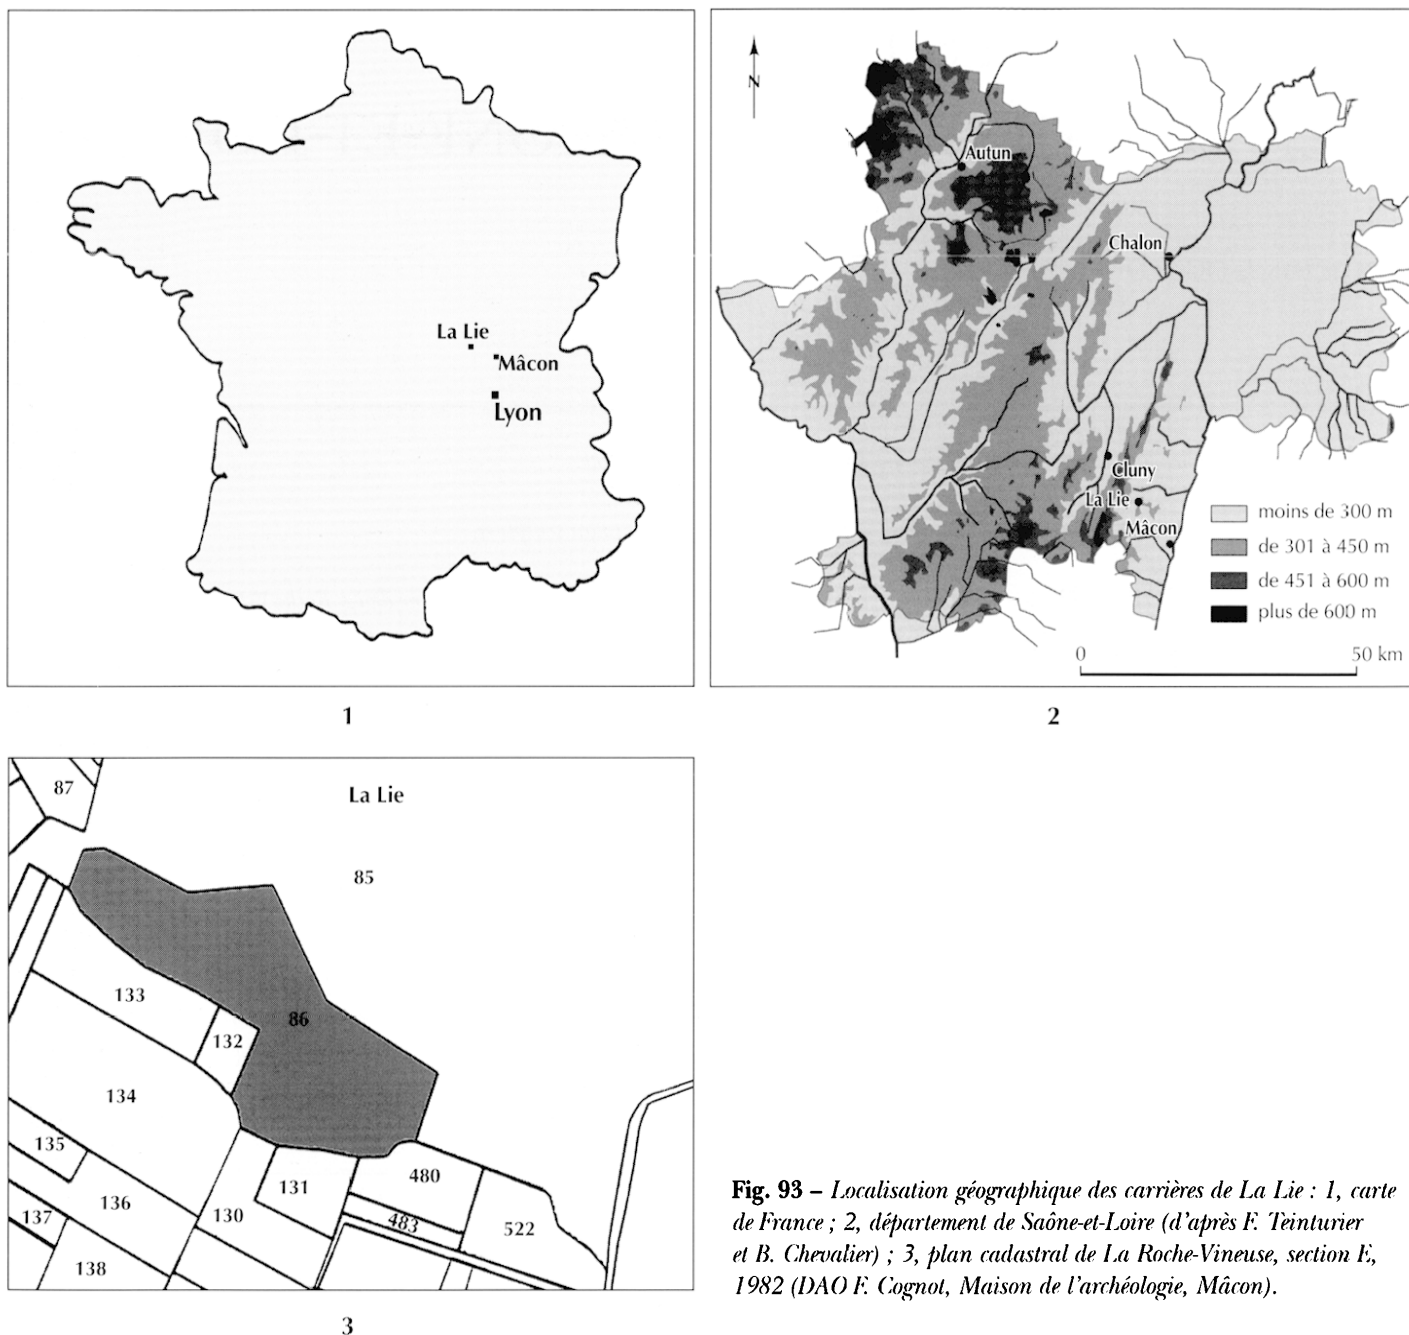 La Lie
Mâcon
Lyon
1
N
Autun
Chalon
Cluny
La Lie
Mâcon
moins de 300 m
de 301 à 450 m
de 451 à 600 m
plus de 600 m
0
50 km
2
87
La Lie
85
133
86
132
134
135
131
480
136
137
130
483
522
138
3
Fig. 93 – Localisation géographique des carrières de La Lie : 1, carte
de France ; 2, département de Saône-et-Loire (d'après F. Teinturier
et B. Chevalier) ; 3, plan cadastral de La Roche-Vineuse, section E,
1982 (DAO F. Cognot, Maison de l'archéologie, Mâcon).